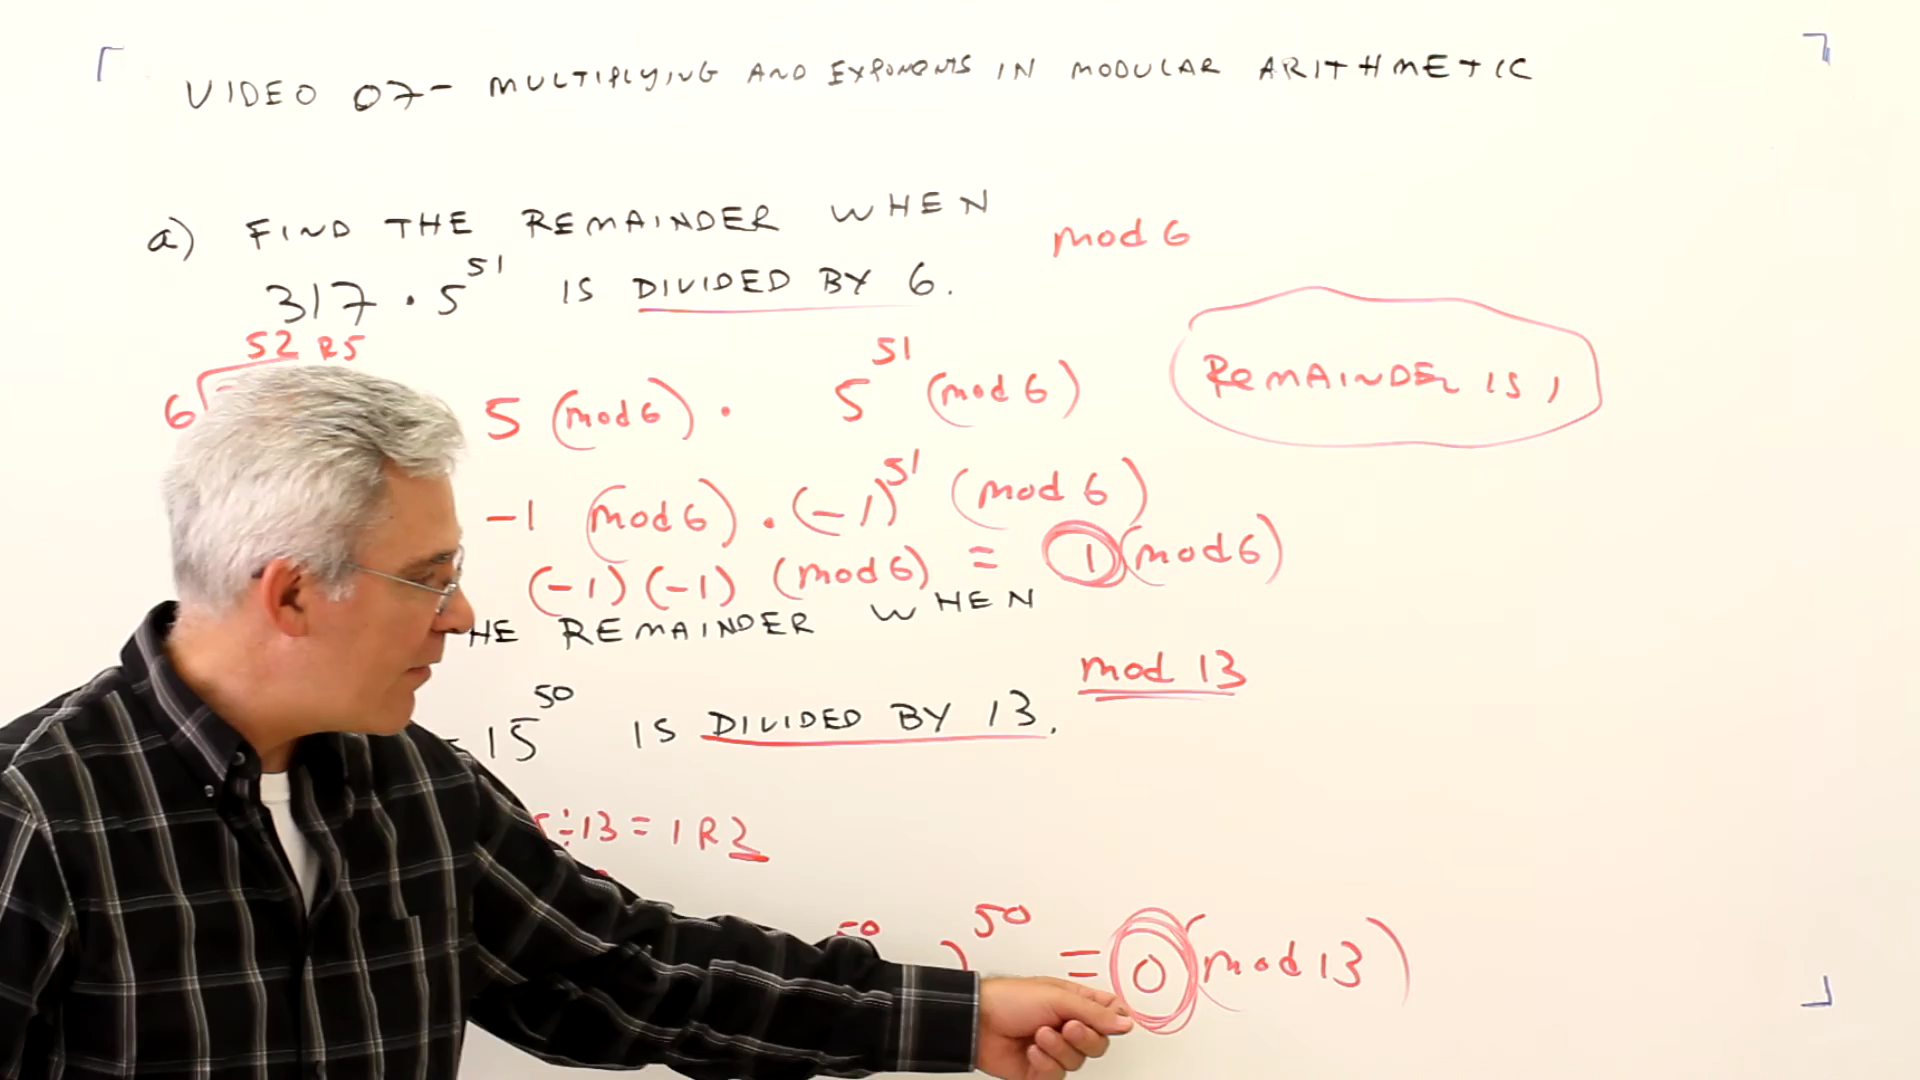 VIDEO 07 - MULTIPLYING AND EXPONENTS IN MODULAR ARITHMETIC
a) FIND THE REMAINDER WHEN
mod 6
317 · 5^51 IS DIVIDED BY 6.
52 R5
6
5 (mod 6) · 5^51 (mod 6)
REMAINDER IS 1
-1 (mod 6) · (-1)^51 (mod 6)
(-1)(-1) (mod 6) = 1 (mod 6)
HE REMAINDER WHEN
mod 13
15^50 IS DIVIDED BY 13.
÷13 = 1 R2
50 )^50 = 0 (mod 13)